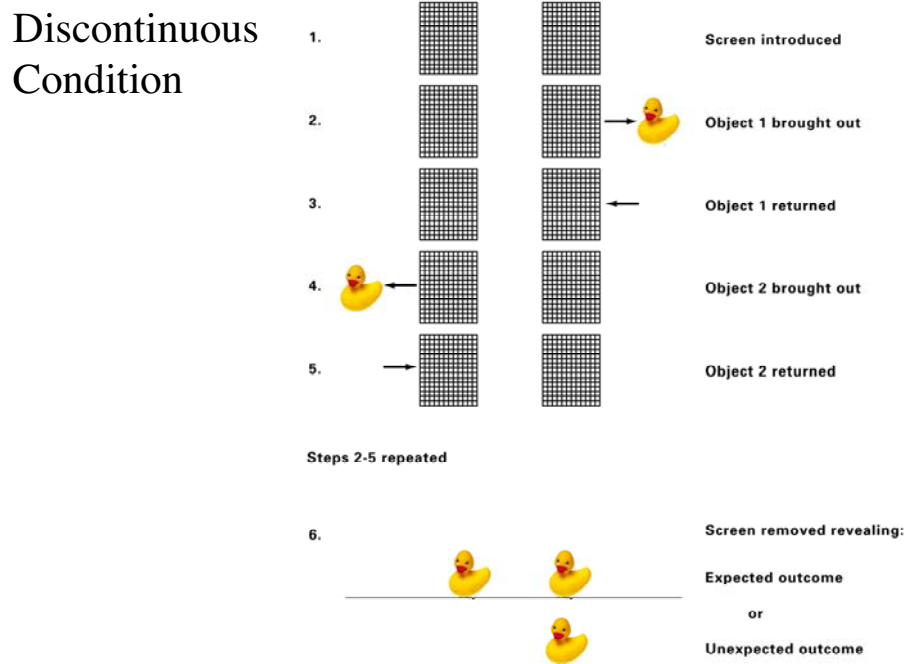 Discontinuous
Condition
1.
Screen introduced
2.
Object 1 brought out
3.
Object 1 returned
4.
Object 2 brought out
5.
Object 2 returned
Steps 2-5 repeated
6.
Screen removed revealing:
Expected outcome
or
Unexpected outcome